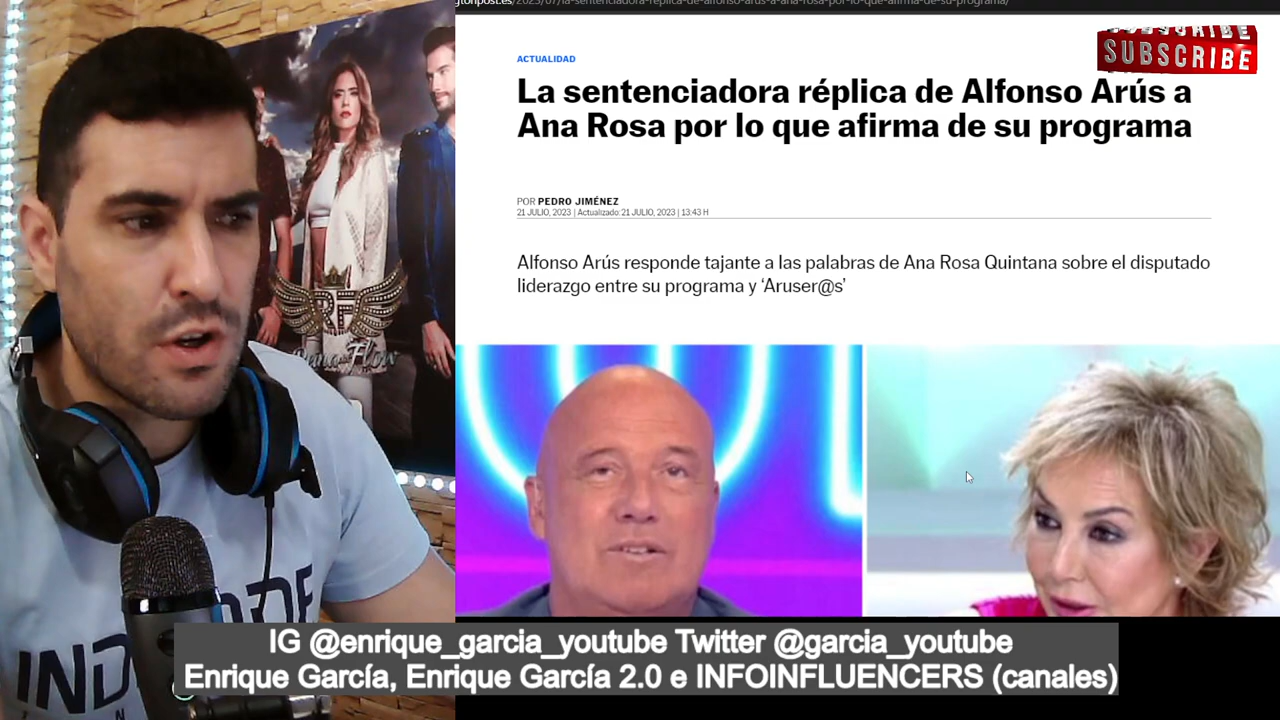 SUBSCRIBE
ACTUALIDAD
La sentenciadora réplica de Alfonso Arús a
Ana Rosa por lo que afirma de su programa
POR PEDRO JIMÉNEZ
21 JULIO, 2023 | Actualizado: 21 JULIO, 2023 | 13:43 H
Alfonso Arús responde tajante a las palabras de Ana Rosa Quintana sobre el disputado
liderazgo entre su programa y ‘Aruser@s’
RF
Flow
IG @enrique_garcia_youtube Twitter @garcia_youtube
Enrique García, Enrique García 2.0 e INFOINFLUENCERS (canales)